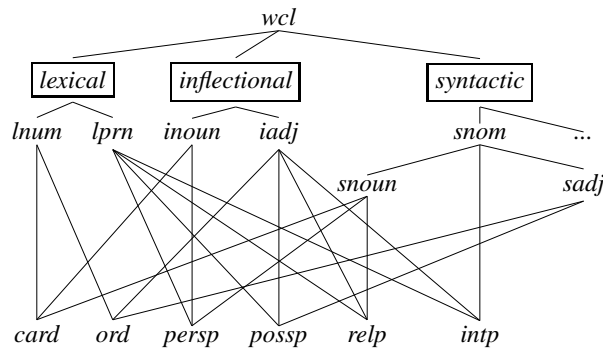 wcl
lexical inflectional syntactic
lnum lprn inoun iadj snom ...
snoun sadj
card ord persp possp relp intp